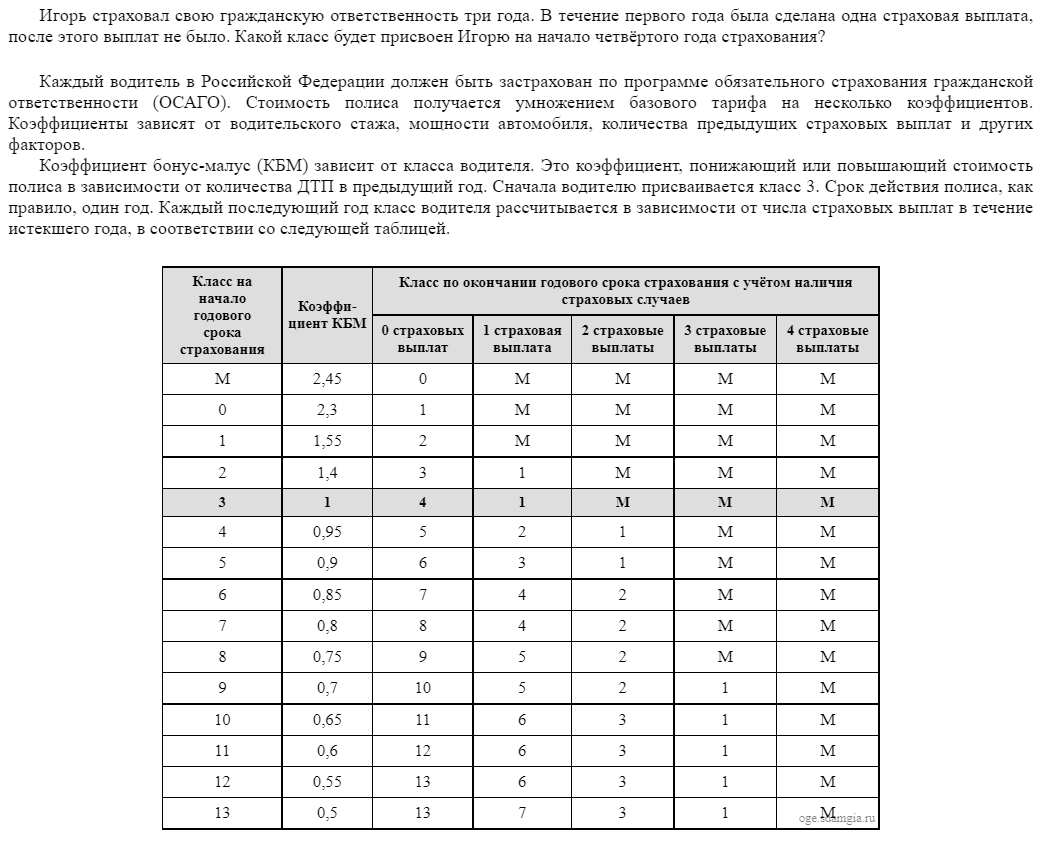 Игорь страховал свою гражданскую ответственность три года. В течение первого года была сделана одна страховая выплата,
после этого выплат не было. Какой класс будет присвоен Игорю на начало четвёртого года страхования?
Каждый водитель в Российской Федерации должен быть застрахован по программе обязательного страхования гражданской
ответственности (ОСАГО). Стоимость полиса получается умножением базового тарифа на несколько коэффициентов.
Коэффициенты зависят от водительского стажа, мощности автомобиля, количества предыдущих страховых выплат и других
факторов.
Коэффициент бонус-малус (КБМ) зависит от класса водителя. Это коэффициент, понижающий или повышающий стоимость
полиса в зависимости от количества ДТП в предыдущий год. Сначала водителю присваивается класс 3. Срок действия полиса, как
правило, один год. Каждый последующий год класс водителя рассчитывается в зависимости от числа страховых выплат в течение
истекшего года, в соответствии со следующей таблицей.
Класс на
начало
годового
срока
страхования
Коэффи-
циент КБМ
Класс по окончании годового срока страхования с учётом наличия
страховых случаев
0 страховых
выплат
1 страховая
выплата
2 страховые
выплаты
3 страховые
выплаты
4 страховые
выплаты
М 2,45 0 М М М М
0 2,3 1 М М М М
1 1,55 2 М М М М
2 1,4 3 1 М М М
3 1 4 1 М М М
4 0,95 5 2 1 М М
5 0,9 6 3 1 М М
6 0,85 7 4 2 М М
7 0,8 8 4 2 М М
8 0,75 9 5 2 М М
9 0,7 10 5 2 1 М
10 0,65 11 6 3 1 М
11 0,6 12 6 3 1 М
12 0,55 13 6 3 1 М
13 0,5 13 7 3 1 М
oge.sdamgia.ru